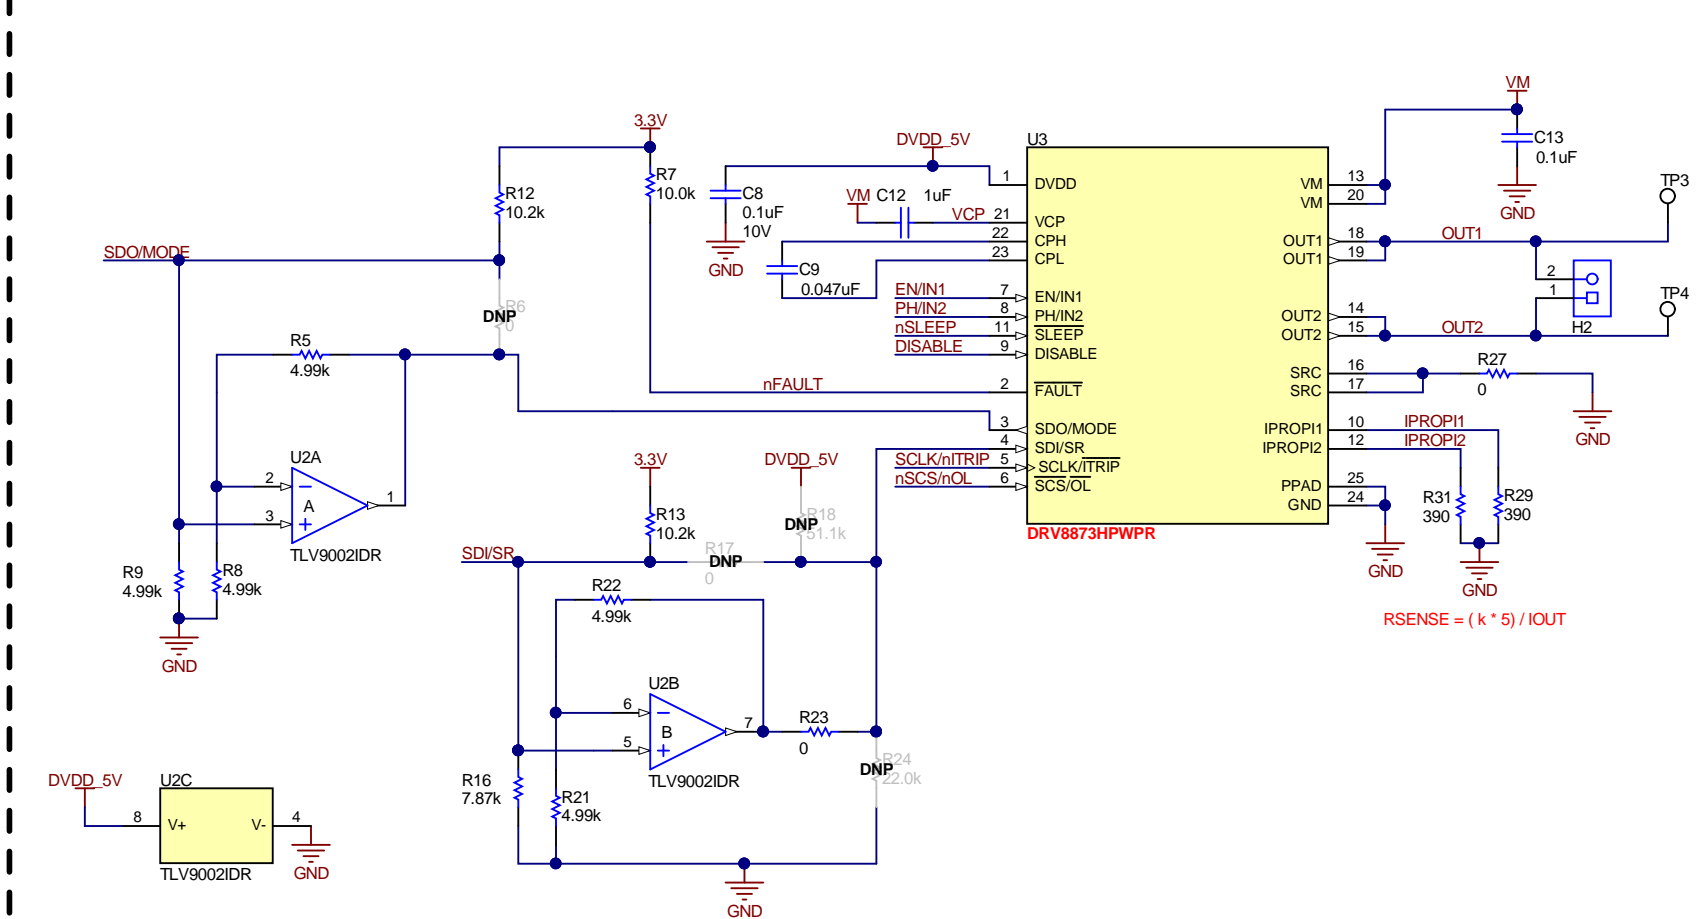 VM
C13
0.1uF
GND
3.3V
R12
10.2k
R7
10.0k
DVDD_5V
C8
0.1uF
10V
GND
VM
C12
1uF
VCP
C9
0.047uF
EN/IN1
PH/IN2
nSLEEP
DISABLE
nFAULT
SCLK/nITRIP
nSCS/nOL
U3
1 DVDD
21 VCP
22 CPH
23 CPL
7 EN/IN1
8 PH/IN2
11 SLEEP
9 DISABLE
2 FAULT
3 SDO/MODE
4 SDI/SR
5 SCLK/ITRIP
6 SCS/OL
VM 13
VM 20
OUT1 18
OUT1 19
OUT2 14
OUT2 15
SRC 16
SRC 17
IPROPI1 10
IPROPI2 12
PPAD 25
GND 24
DRV8873HPWPR
OUT1
OUT2
TP3
TP4
2
1
H2
R27
0
GND
IPROPI1
IPROPI2
R31
390
R29
390
GND
GND
RSENSE = ( k * 5) / IOUT
SDO/MODE
R6
DNP
0
R5
4.99k
U2A
2
3
A
1
TLV9002IDR
R9
4.99k
R8
4.99k
GND
3.3V
R13
10.2k
DVDD_5V
R18
DNP
51.1k
SDI/SR
R17
DNP
0
R22
4.99k
U2B
6
5
B
7
TLV9002IDR
R23
0
R24
DNP
22.0k
R16
7.87k
R21
4.99k
GND
DVDD_5V
U2C
8 V+
V- 4
TLV9002IDR
GND